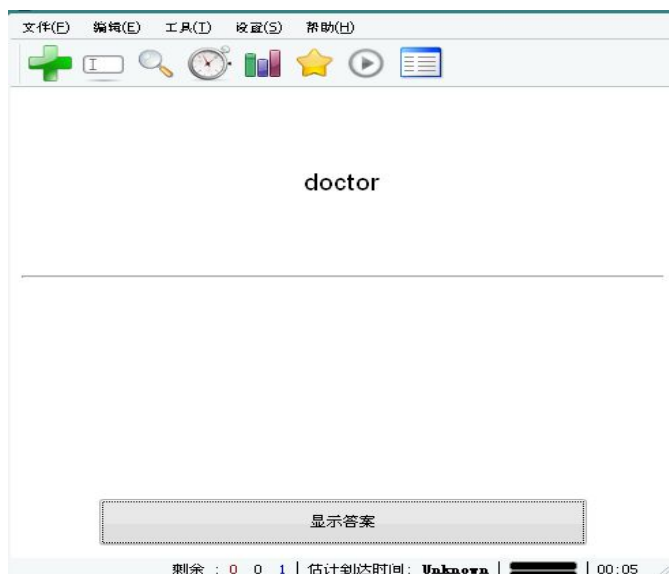 文件(F) 编辑(E) 工具(T) 设置(S) 帮助(H)
doctor
显示答案
剩余 : 0 0 1 | 估计到达时间: Unknown | | 00:05